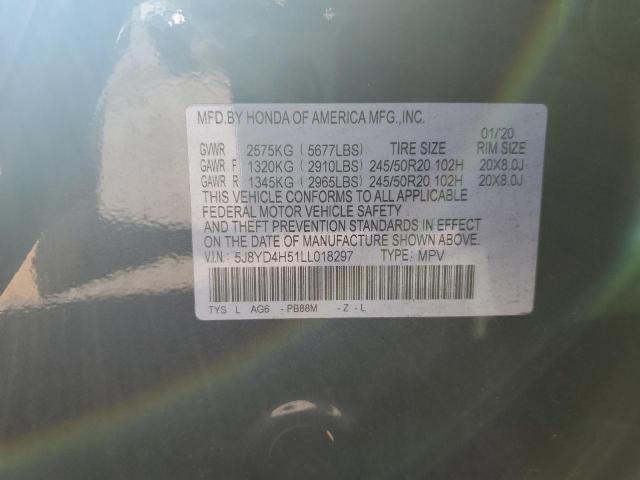 MFD.BY HONDA OF AMERICA MFG.,INC.
01/'20
GVWR 2575KG (5677LBS) TIRE SIZE RIM SIZE
GAWR F 1320KG (2910LBS) 245/50R20 102H 20X8.0J
GAWR R 1345KG (2965LBS) 245/50R20 102H 20X8.0J
THIS VEHICLE CONFORMS TO ALL APPLICABLE
FEDERAL MOTOR VEHICLE SAFETY
AND THEFT PREVENTION STANDARDS IN EFFECT
ON THE DATE OF MANUFACTURE SHOWN ABOVE.
V.I.N.: 5J8YD4H51LL018297 TYPE: MPV
TYS L AG6 -PB88M -Z -L